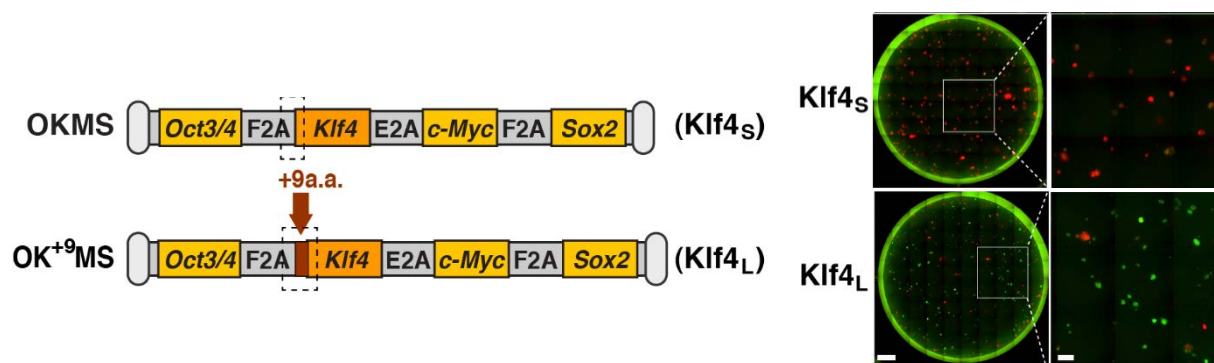 OKMS Oct3/4 F2A Klf4 E2A c-Myc F2A Sox2 (Klf4S)
+9a.a.
OK+9MS Oct3/4 F2A Klf4 E2A c-Myc F2A Sox2 (Klf4L)
Klf4S
Klf4L